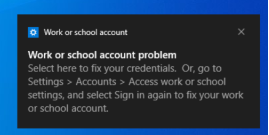 Work or school account
Work or school account problem
Select here to fix your credentials. Or, go to
Settings > Accounts > Access work or school
settings, and select Sign in again to fix your work
or school account.